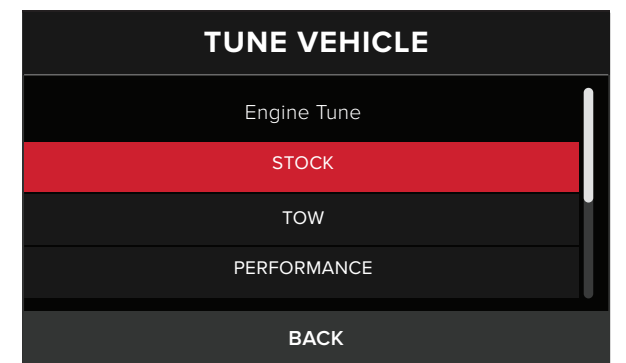 TUNE VEHICLE
Engine Tune
STOCK
TOW
PERFORMANCE
BACK